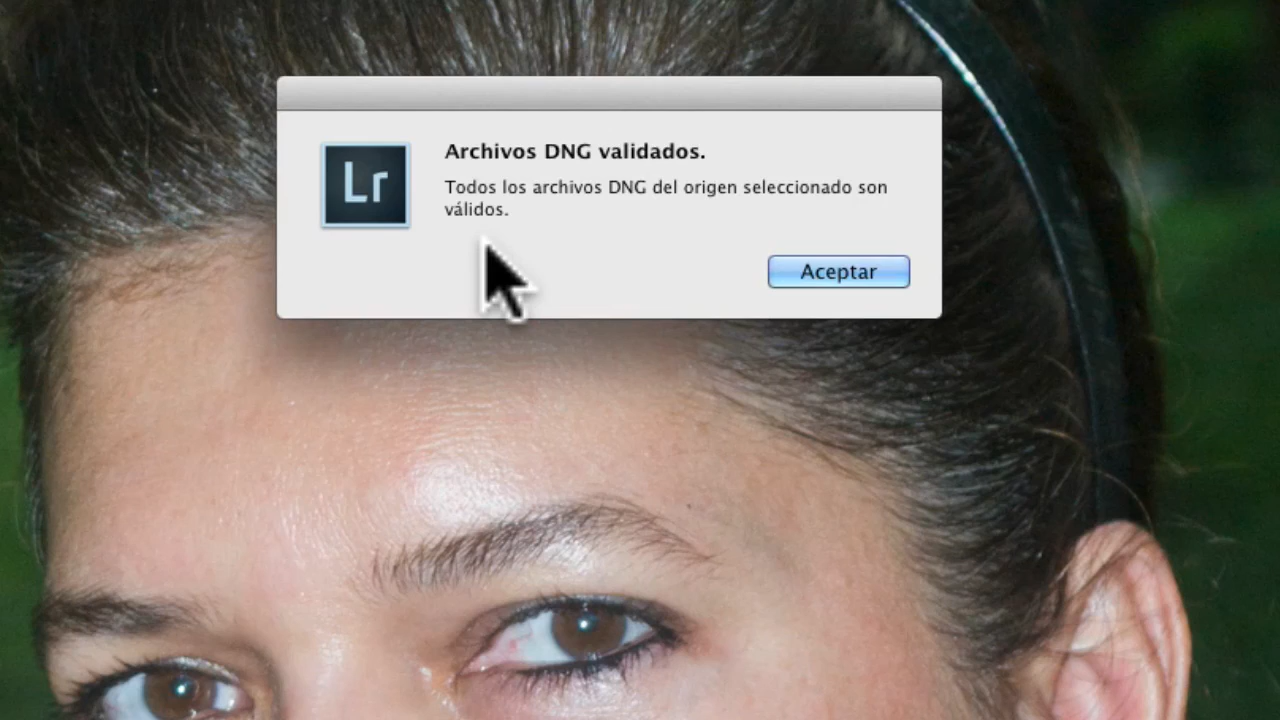 Lr
Archivos DNG validados.
Todos los archivos DNG del origen seleccionado son
válidos.
Aceptar